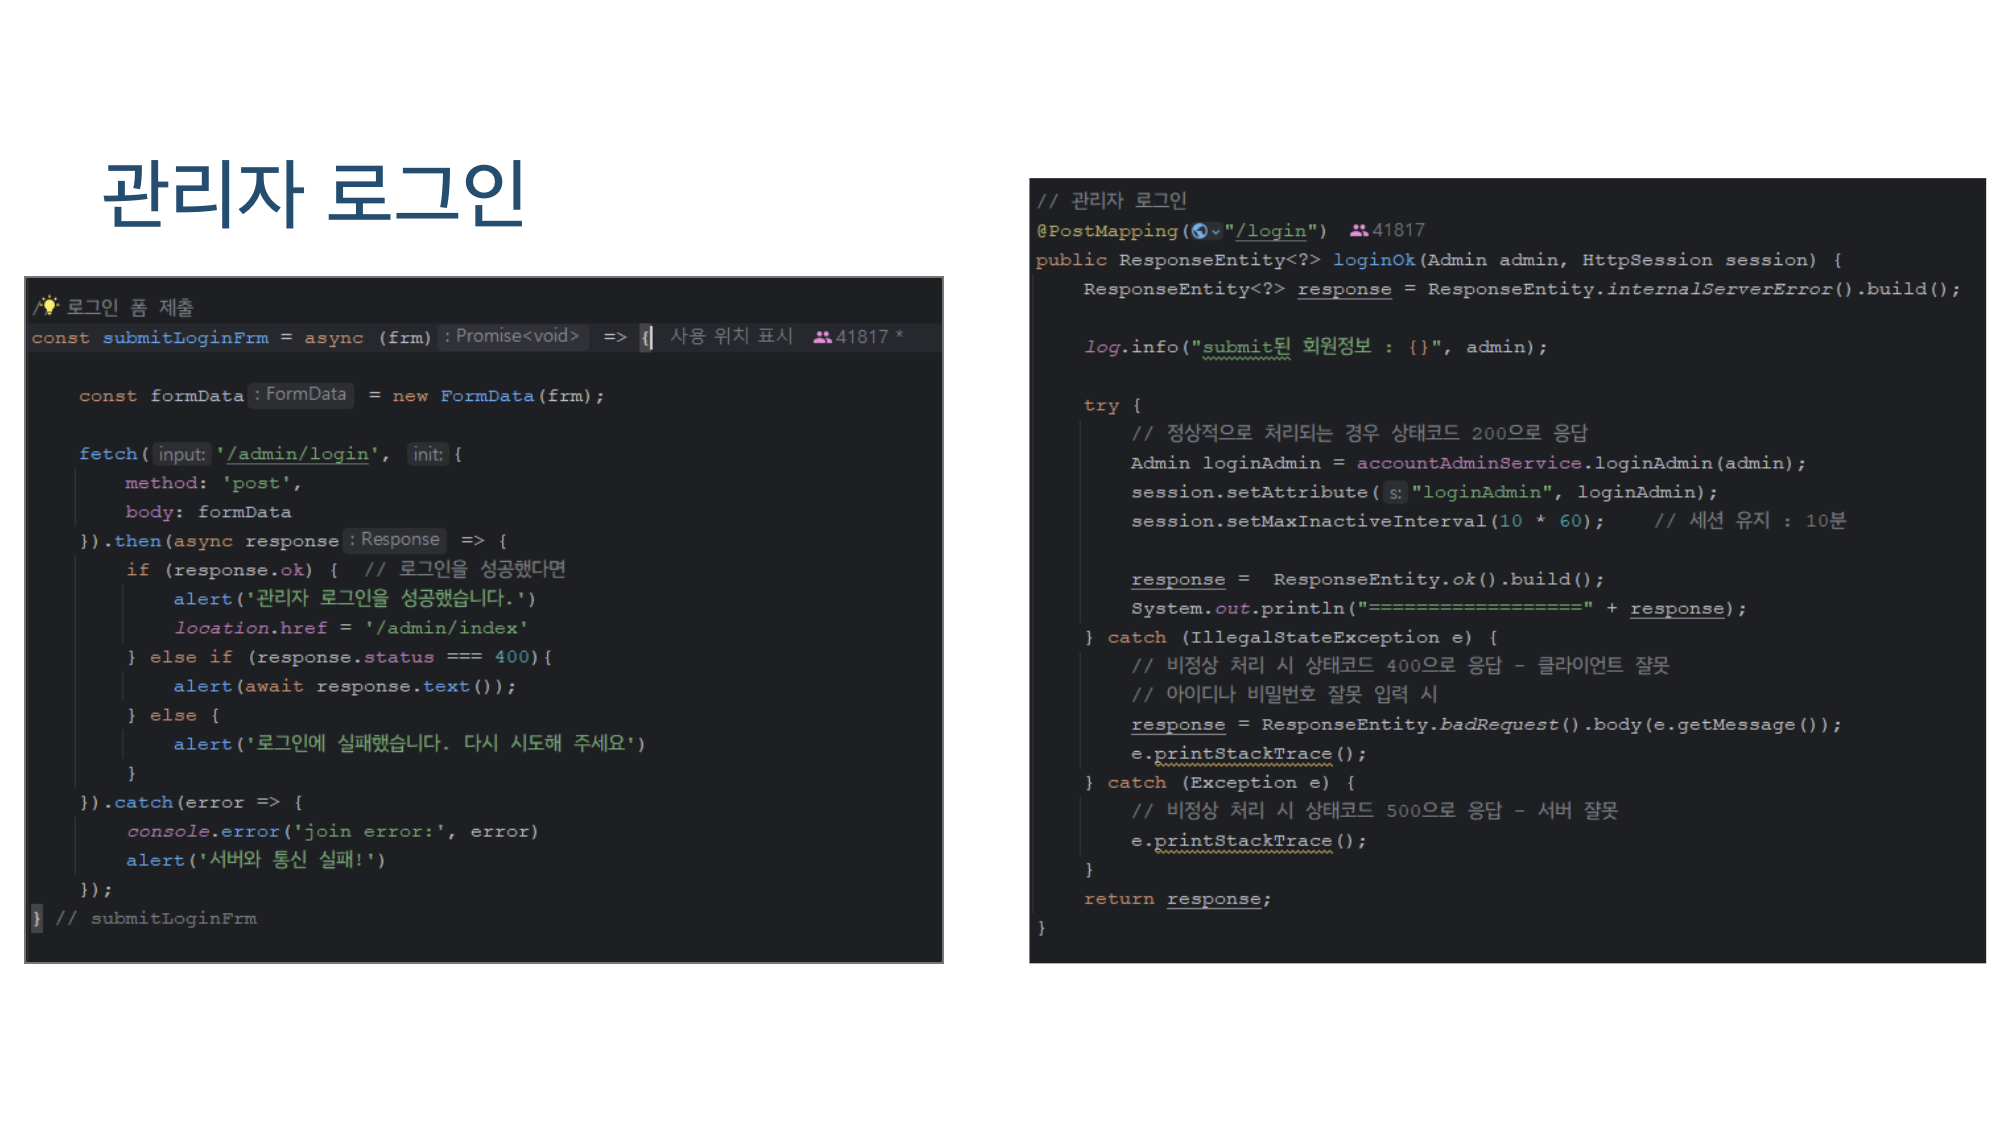 관리자 로그인
// 로그인 폼 제출
const submitLoginFrm = async (frm) : Promise<void> => { 사용 위치 표시 41817 *
const formData : FormData = new FormData(frm);
fetch( input: '/admin/login', init: {
method: 'post',
body: formData
}).then(async response : Response => {
if (response.ok) { // 로그인을 성공했다면
alert('관리자 로그인을 성공했습니다.')
location.href = '/admin/index'
} else if (response.status === 400){
alert(await response.text());
} else {
alert('로그인에 실패했습니다. 다시 시도해 주세요')
}
}).catch(error => {
console.error('join error:', error)
alert('서버와 통신 실패!')
});
} // submitLoginFrm
// 관리자 로그인
@PostMapping("/login") 41817
public ResponseEntity<?> loginOk(Admin admin, HttpSession session) {
ResponseEntity<?> response = ResponseEntity.internalServerError().build();
log.info("submit된 회원정보 : {}", admin);
try {
// 정상적으로 처리되는 경우 상태코드 200으로 응답
Admin loginAdmin = accountAdminService.loginAdmin(admin);
session.setAttribute( s: "loginAdmin", loginAdmin);
session.setMaxInactiveInterval(10 * 60); // 세션 유지 : 10분
response = ResponseEntity.ok().build();
System.out.println("==================" + response);
} catch (IllegalStateException e) {
// 비정상 처리 시 상태코드 400으로 응답 - 클라이언트 쟐못
// 아이디나 비밀번호 잘못 입력 시
response = ResponseEntity.badRequest().body(e.getMessage());
e.printStackTrace();
} catch (Exception e) {
// 비정상 처리 시 상태코드 500으로 응답 - 서버 쟐못
e.printStackTrace();
}
return response;
}